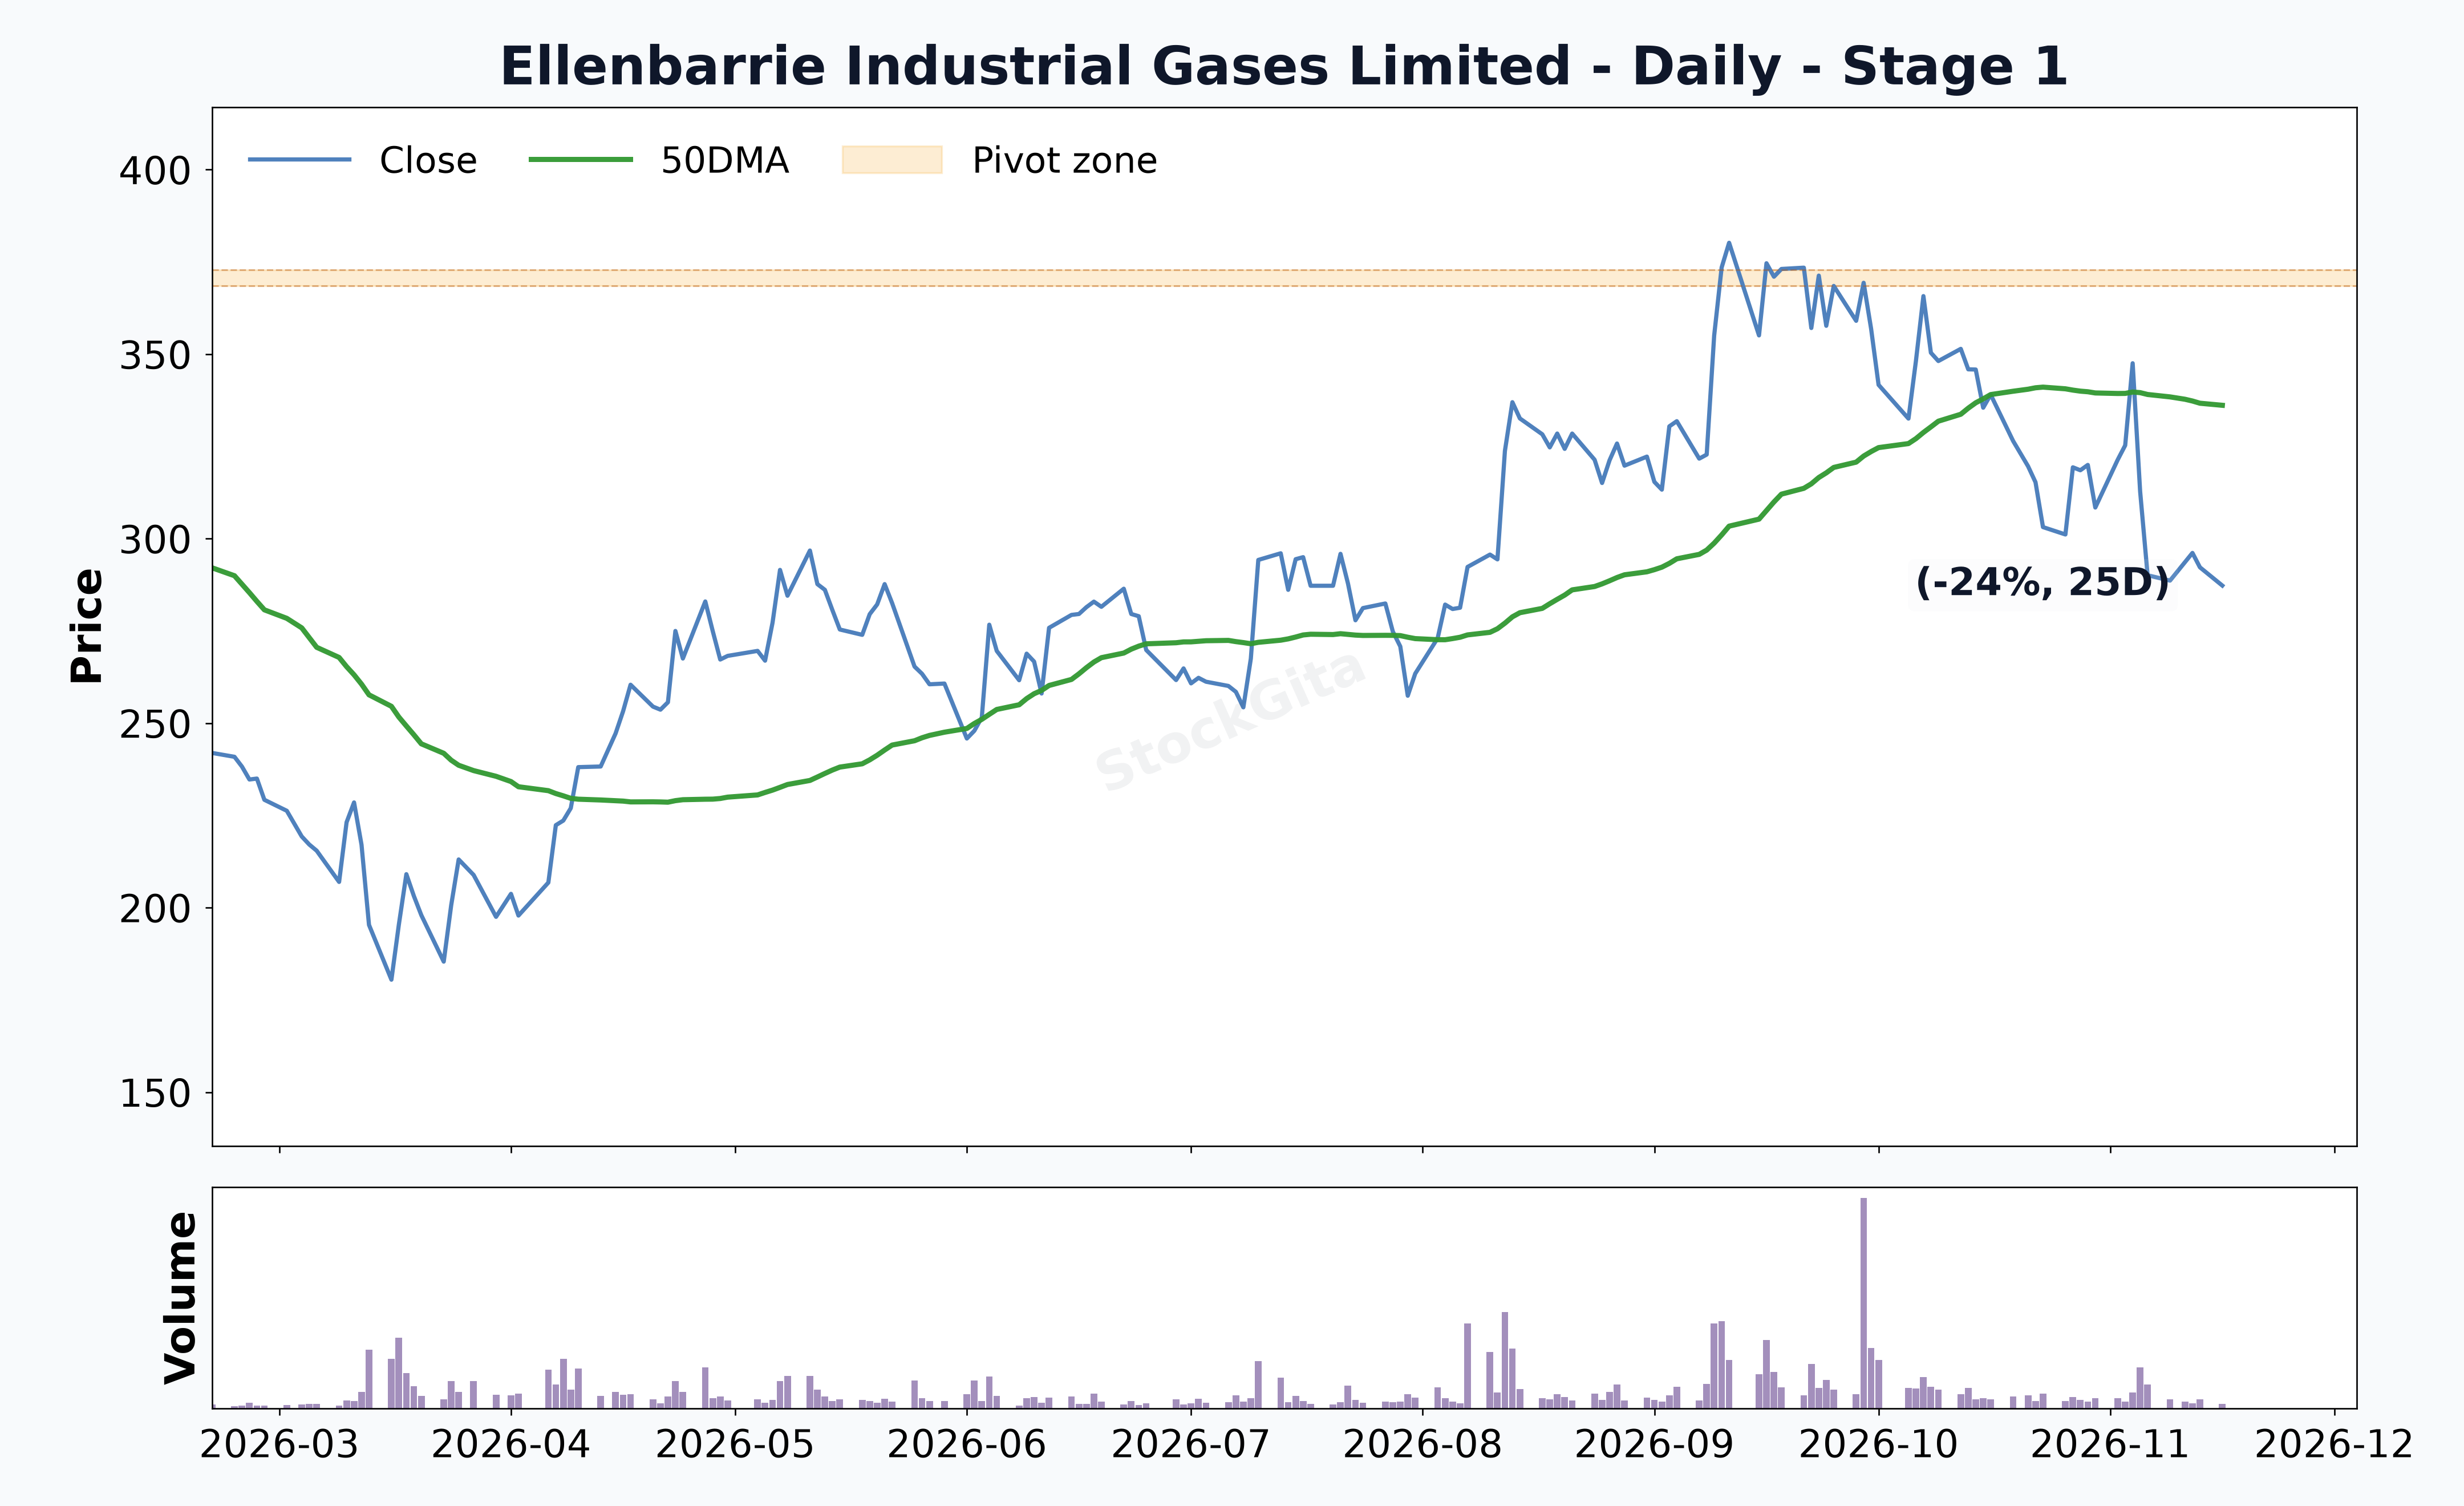 Ellenbarrie Industrial Gases Limited - Daily - Stage 1
Close 50DMA Pivot zone
400
350
300
250
200
150
Price
(-24%, 25D)
StockGita
Volume
2026-03 2026-04 2026-05 2026-06 2026-07 2026-08 2026-09 2026-10 2026-11 2026-12